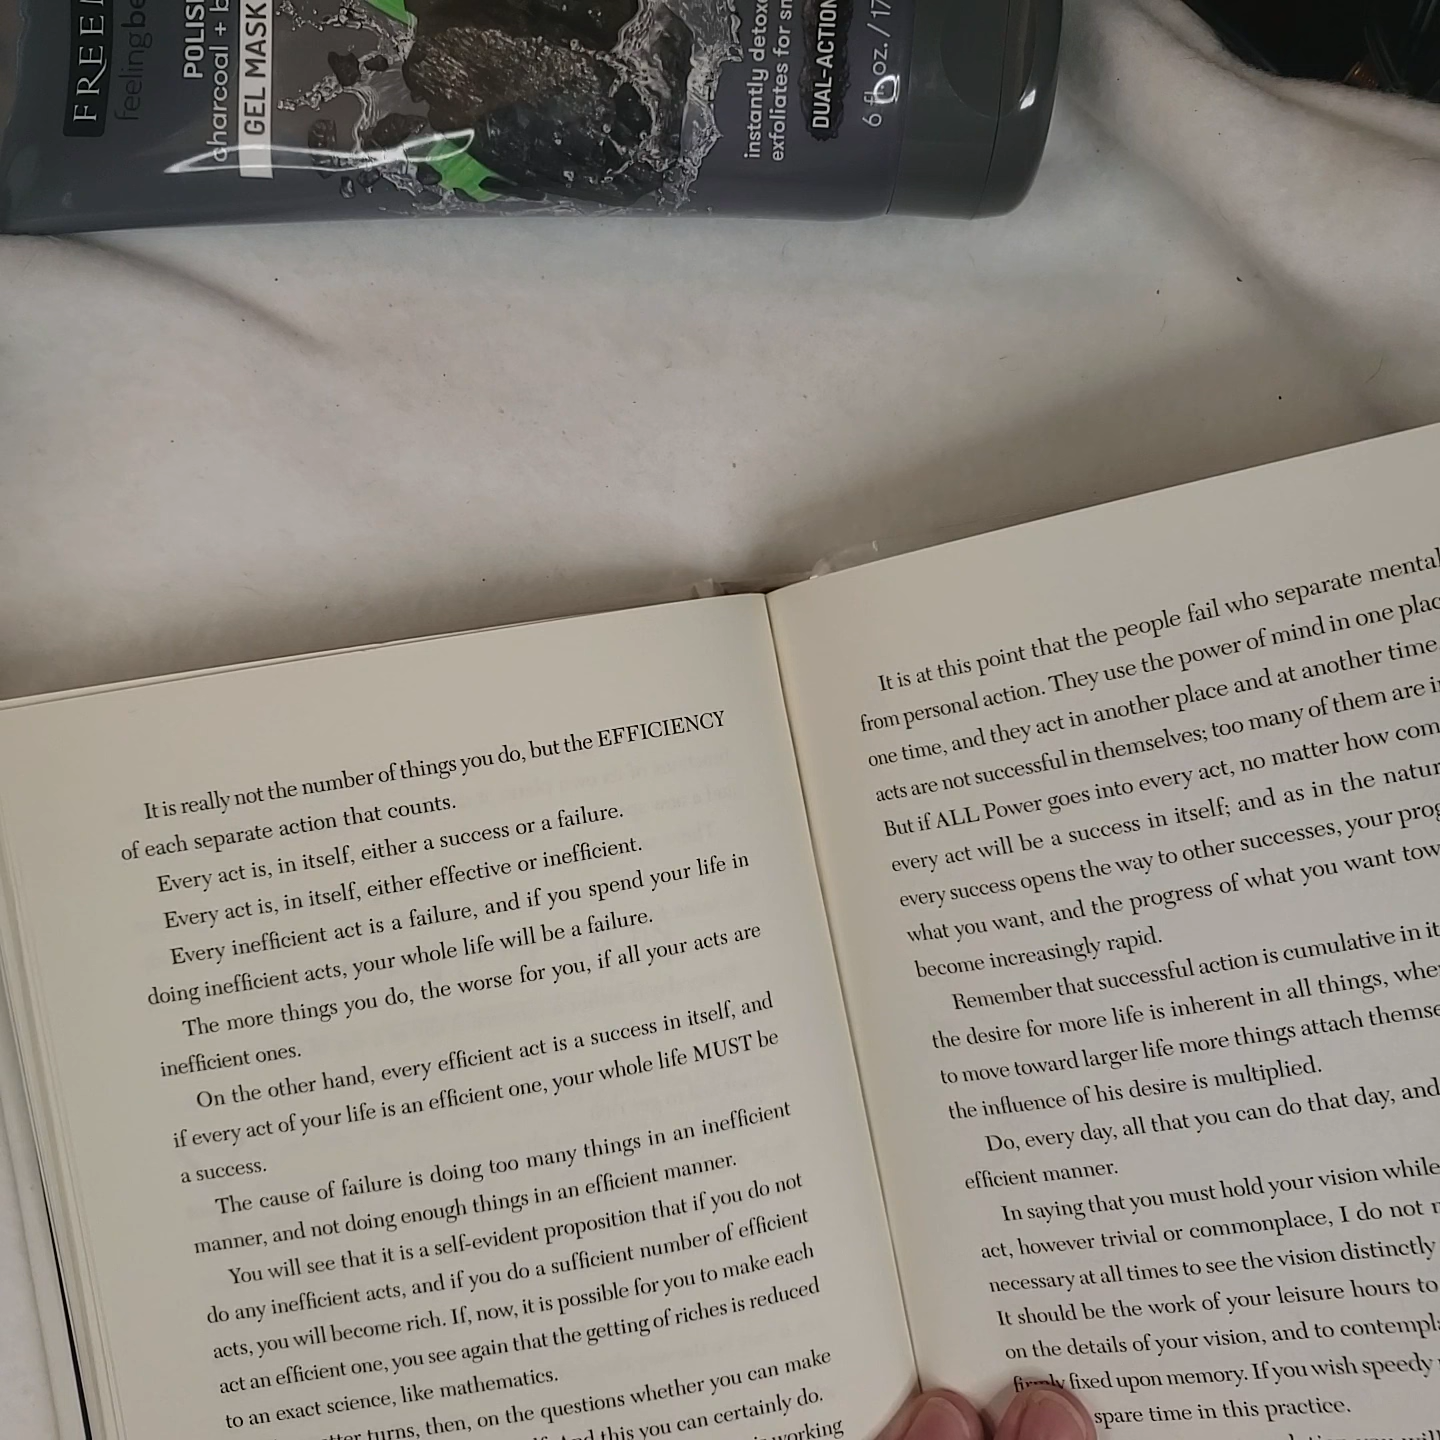 FREE
feeling be
POLIS
charcoal + b
GEL MASK
instantly detox
exfoliates for sm
DUAL-ACTION
6 fl. oz. / 17
It is really not the number of things you do, but the EFFICIENCY
of each separate action that counts.
Every act is, in itself, either a success or a failure.
Every act is, in itself, either effective or inefficient.
Every inefficient act is a failure, and if you spend your life in
doing inefficient acts, your whole life will be a failure.
The more things you do, the worse for you, if all your acts are
inefficient ones.
On the other hand, every efficient act is a success in itself, and
if every act of your life is an efficient one, your whole life MUST be
a success.
The cause of failure is doing too many things in an inefficient
manner, and not doing enough things in an efficient manner.
You will see that it is a self-evident proposition that if you do not
do any inefficient acts, and if you do a sufficient number of efficient
acts, you will become rich. If, now, it is possible for you to make each
act an efficient one, you see again that the getting of riches is reduced
to an exact science, like mathematics.
turns, then, on the questions whether you can make
this you can certainly do.
working
It is at this point that the people fail who separate mental
from personal action. They use the power of mind in one plac
one time, and they act in another place and at another time
acts are not successful in themselves; too many of them are i
But if ALL Power goes into every act, no matter how com
every act will be a success in itself; and as in the natur
every success opens the way to other successes, your prog
what you want, and the progress of what you want tow
become increasingly rapid.
Remember that successful action is cumulative in it
the desire for more life is inherent in all things, whe
to move toward larger life more things attach themse
the influence of his desire is multiplied.
Do, every day, all that you can do that day, and
efficient manner.
In saying that you must hold your vision while
act, however trivial or commonplace, I do not
necessary at all times to see the vision distinctly
It should be the work of your leisure hours to
on the details of your vision, and to contempl
firmly fixed upon memory. If you wish speedy
spare time in this practice.